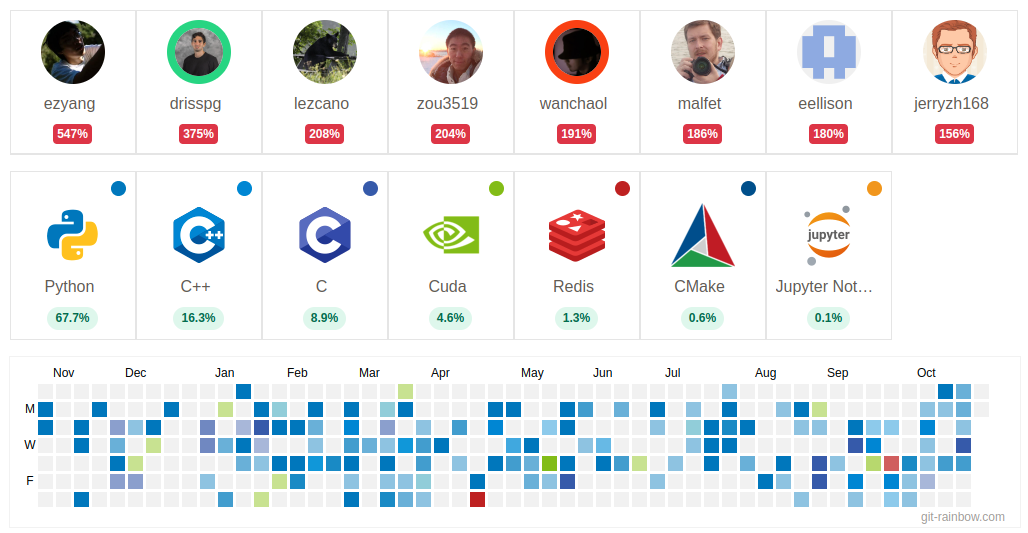 ezyang drisspg lezcano zou3519 wanchaol malfet eellison jerryzh168
547% 375% 208% 204% 191% 186% 180% 156%
jupyter
Python C++ C Cuda Redis CMake Jupyter Not…
67.7% 16.3% 8.9% 4.6% 1.3% 0.6% 0.1%
Nov Dec Jan Feb Mar Apr May Jun Jul Aug Sep Oct
M
W
F
git-rainbow.com